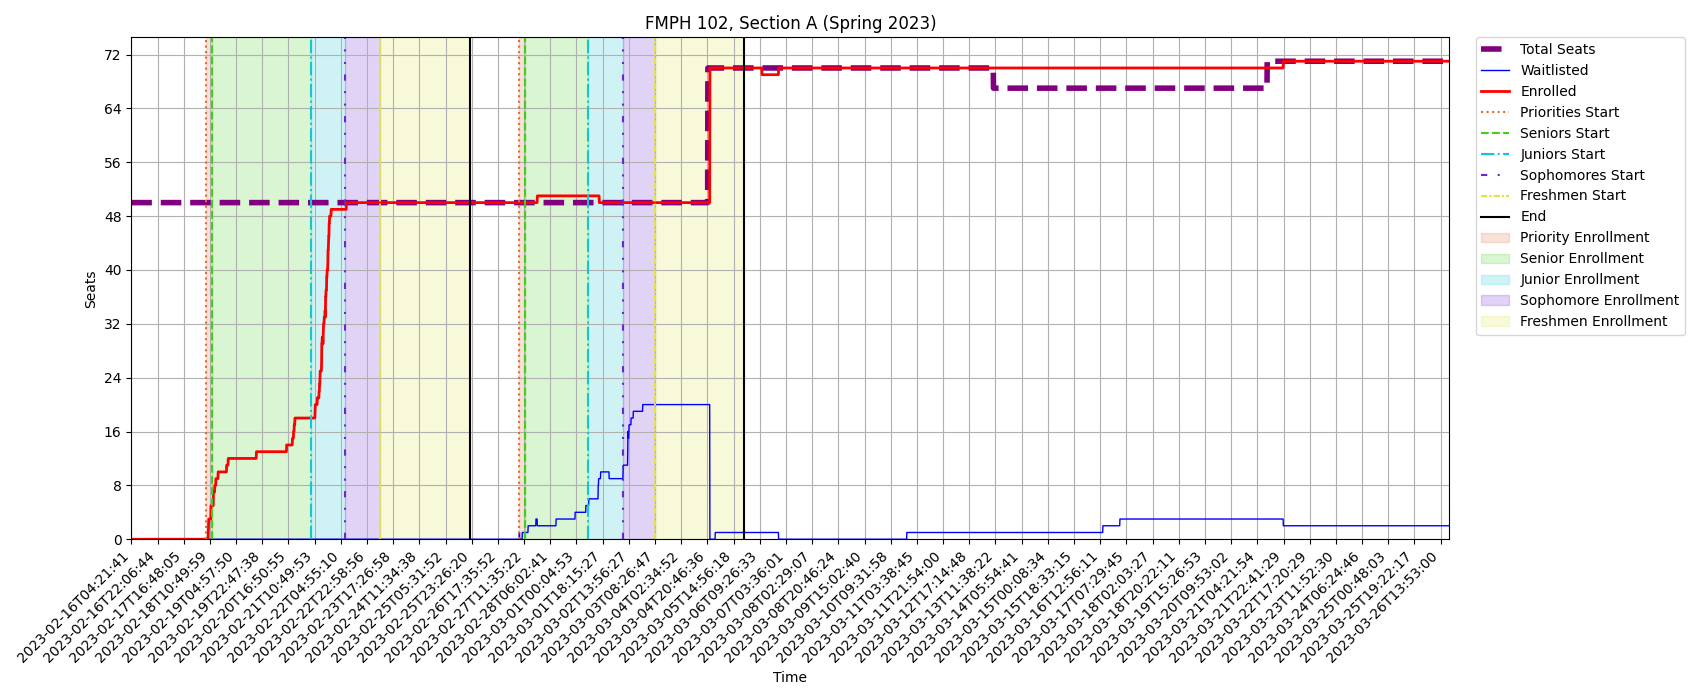 FMPH 102, Section A (Spring 2023)
Seats
72
64
56
48
40
32
24
16
8
0
2023-02-16T04:21:41
2023-02-16T22:06:44
2023-02-17T16:48:05
2023-02-18T10:49:59
2023-02-19T04:57:50
2023-02-19T22:47:38
2023-02-20T16:50:55
2023-02-21T10:49:53
2023-02-22T04:55:10
2023-02-22T22:58:56
2023-02-23T17:26:58
2023-02-24T11:34:38
2023-02-25T05:31:52
2023-02-25T23:26:20
2023-02-26T17:35:52
2023-02-27T11:35:22
2023-02-28T06:02:41
2023-03-01T00:04:53
2023-03-01T18:15:27
2023-03-02T13:56:27
2023-03-03T08:26:47
2023-03-04T02:34:52
2023-03-04T20:46:36
2023-03-05T14:56:18
2023-03-06T09:26:33
2023-03-07T03:36:01
2023-03-08T02:29:07
2023-03-08T20:46:24
2023-03-09T15:02:40
2023-03-10T09:31:58
2023-03-11T03:38:45
2023-03-11T21:54:00
2023-03-12T17:14:48
2023-03-13T11:38:22
2023-03-14T05:54:41
2023-03-15T00:08:34
2023-03-15T18:33:15
2023-03-16T12:56:11
2023-03-17T07:29:45
2023-03-18T02:03:27
2023-03-18T20:22:11
2023-03-19T15:26:53
2023-03-20T09:53:02
2023-03-21T04:21:54
2023-03-21T22:41:29
2023-03-22T17:20:29
2023-03-23T11:52:30
2023-03-24T06:24:46
2023-03-25T00:48:03
2023-03-25T19:22:17
2023-03-26T13:53:00
Time
Total Seats
Waitlisted
Enrolled
Priorities Start
Seniors Start
Juniors Start
Sophomores Start
Freshmen Start
End
Priority Enrollment
Senior Enrollment
Junior Enrollment
Sophomore Enrollment
Freshmen Enrollment